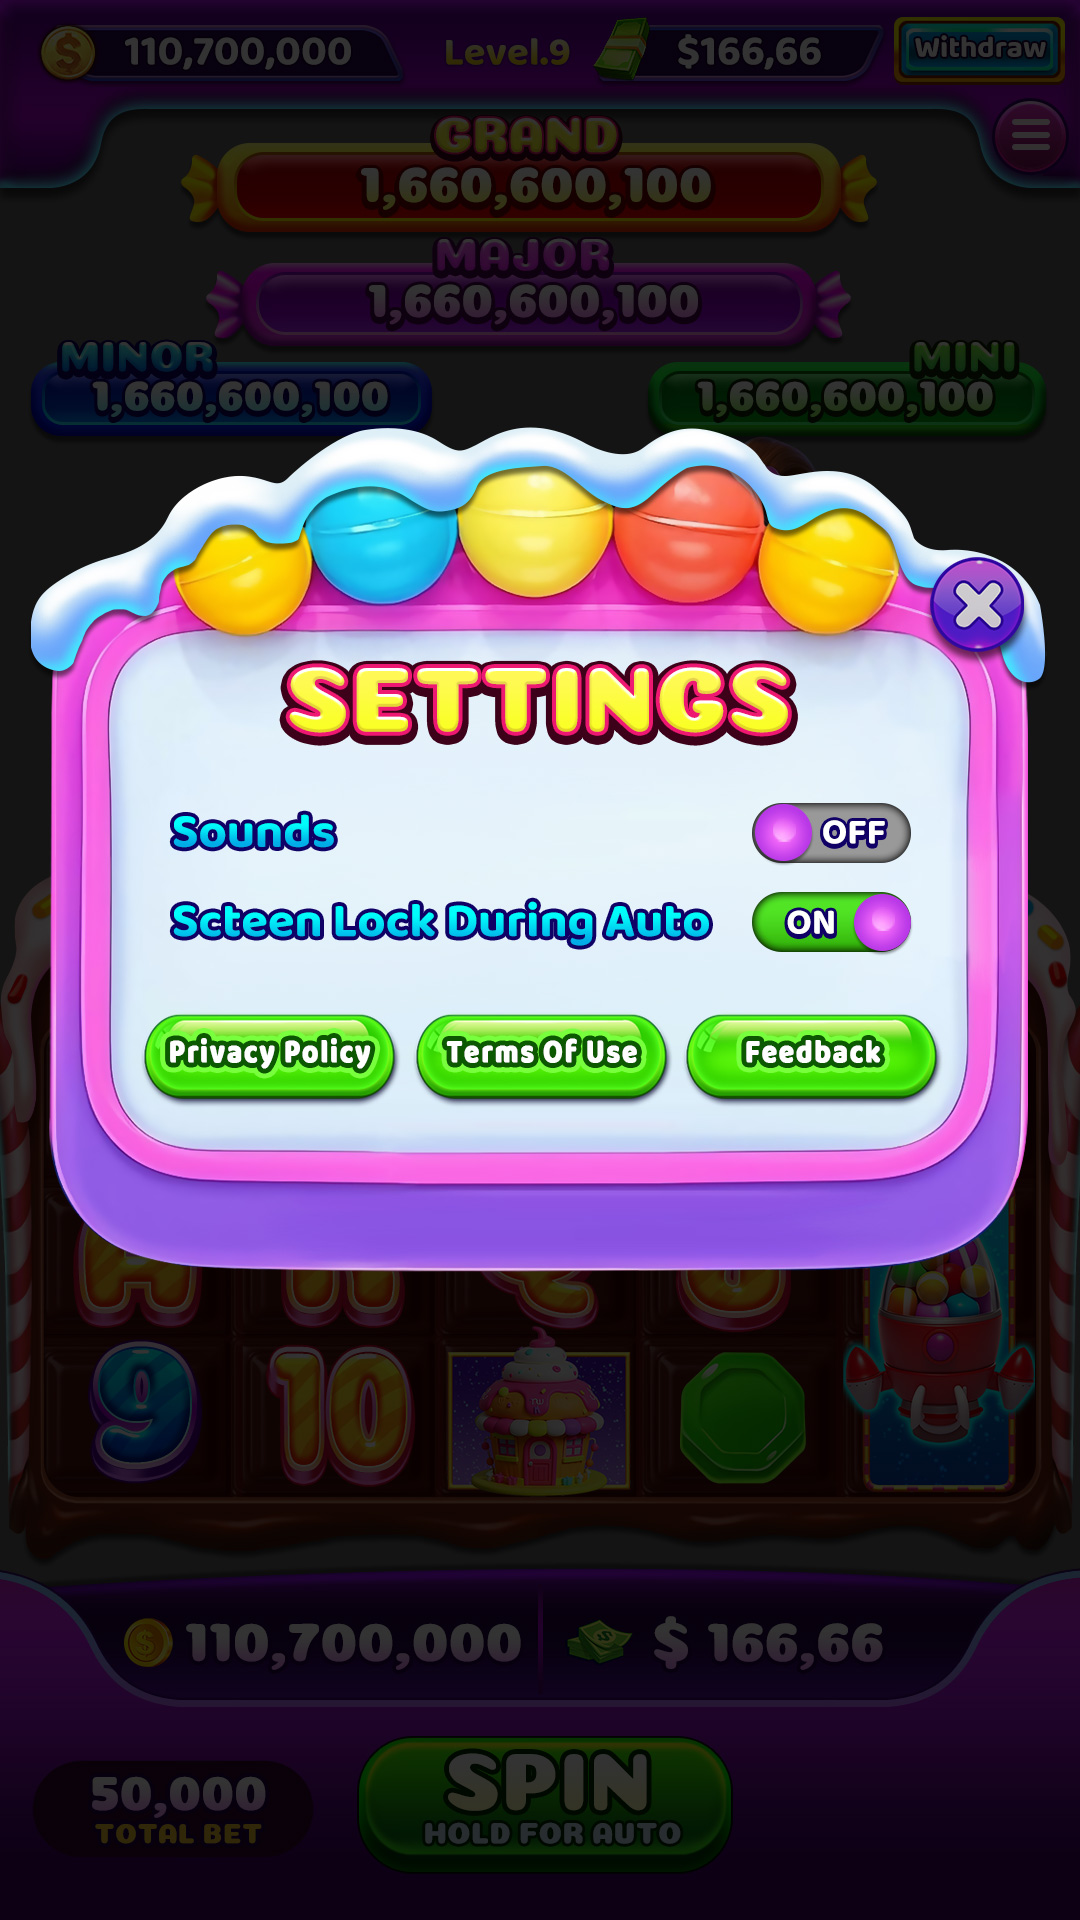 110,700,000 Level.9 $166,66 Withdraw
GRAND
1,660,600,100
MAJOR
1,660,600,100
MINOR MINI
1,660,600,100 1,660,600,100
SETTINGS
Sounds OFF
Scteen Lock During Auto ON
Privacy Policy Terms Of Use Feedback
9 10
110,700,000 $ 166,66
50,000
TOTAL BET
SPIN
HOLD FOR AUTO